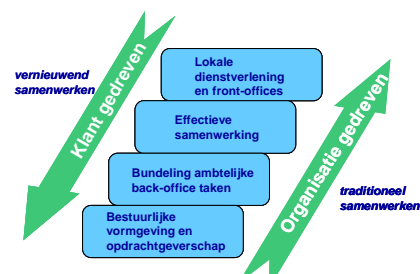 vernieuwend
samenwerken
Klant gedreven
Lokale
dienstverlening
en front-offices
Effectieve
samenwerking
Bundeling ambtelijke
back-office taken
Bestuurlijke
vormgeving en
opdrachtgeverschap
Organisatie gedreven
traditioneel
samenwerken